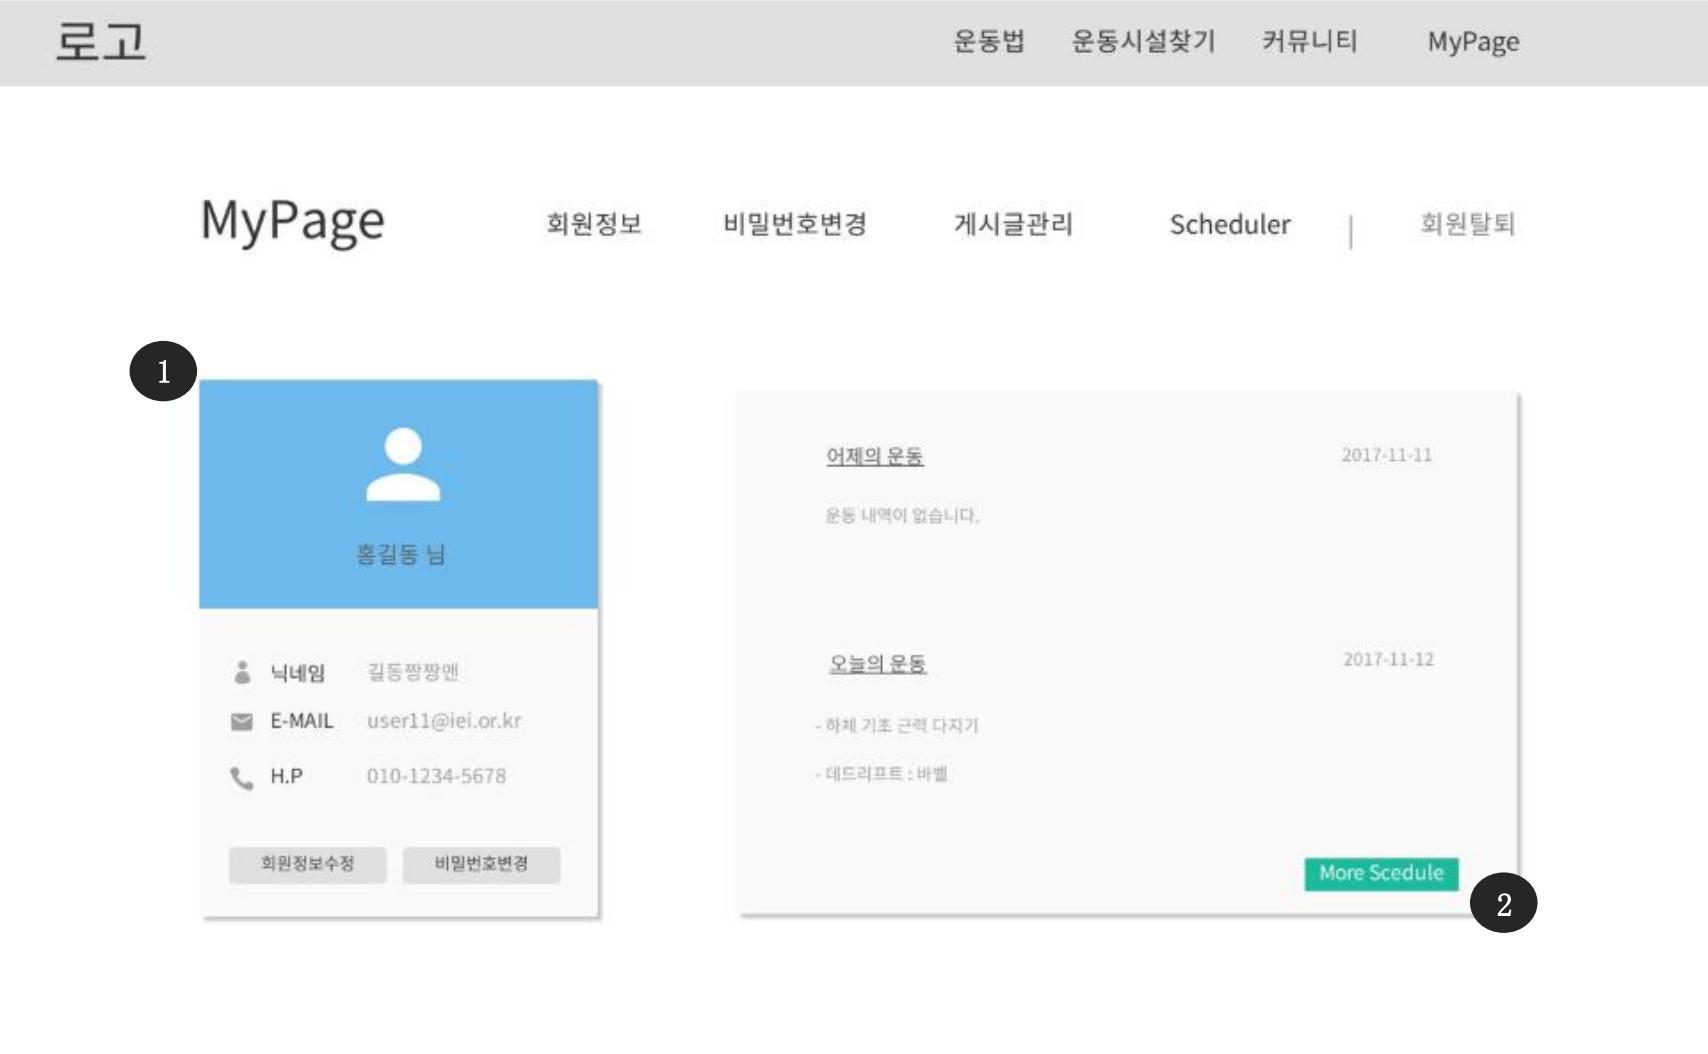 로고
운동법 운동시설찾기 커뮤니티 MyPage
MyPage 회원정보 비밀번호변경 게시글관리 Scheduler | 회원탈퇴
1
홍길동 님
닉네임 길동짱짱맨
E-MAIL user11@iei.or.kr
H.P 010-1234-5678
회원정보수정 비밀번호변경
어제의 운동 2017-11-11
운동 내역이 없습니다.
오늘의 운동 2017-11-12
- 하체 기초 근력 다지기
- 데드리프트 : 바벨
More Scedule
2